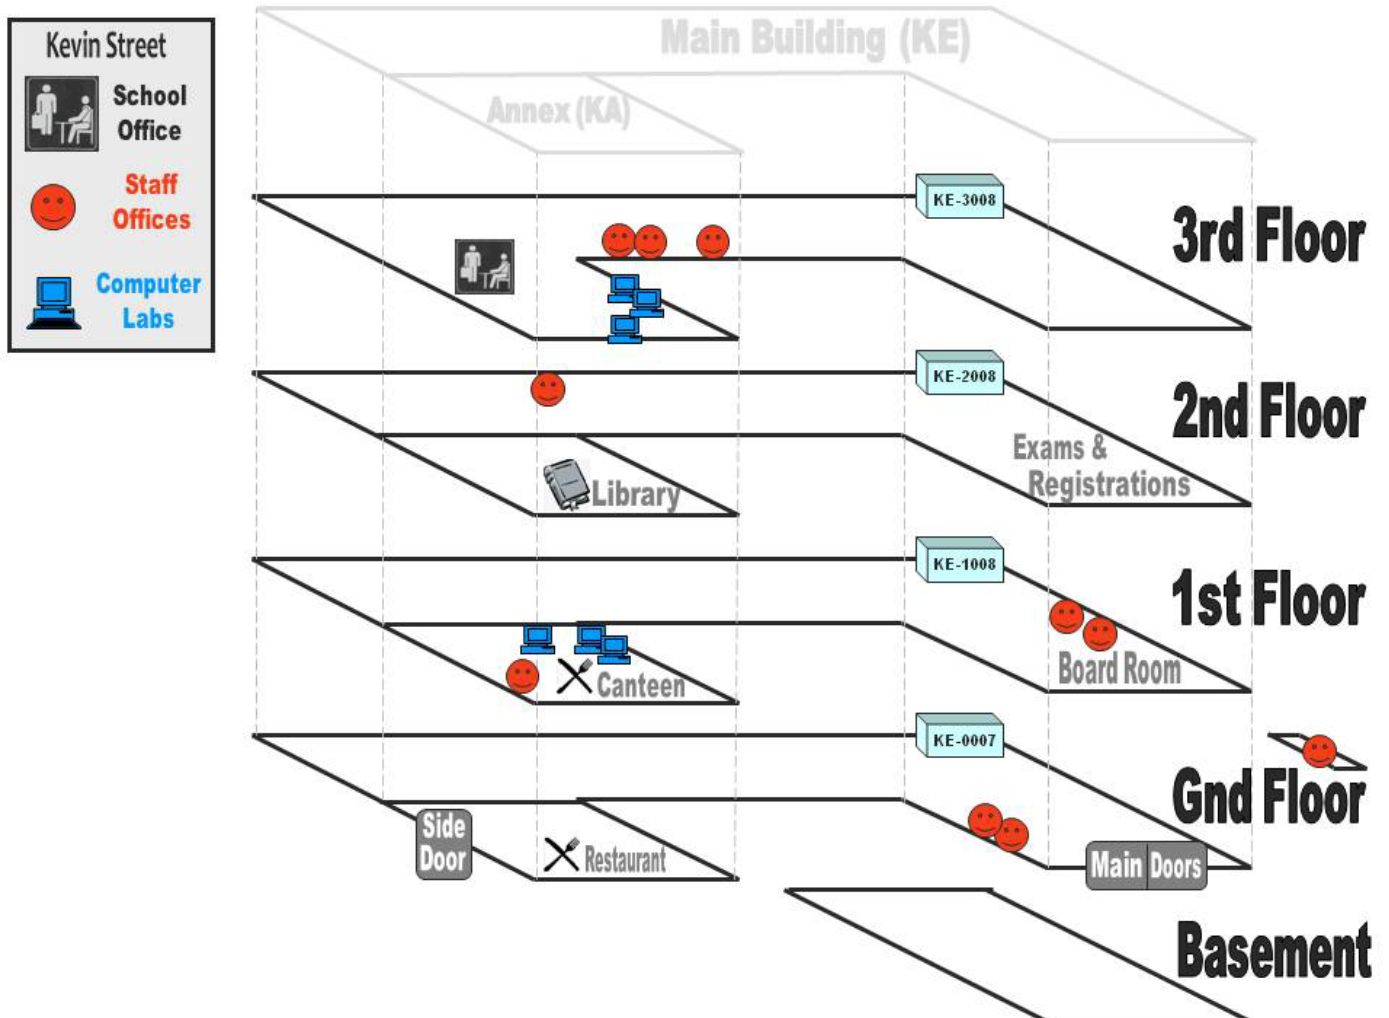 Kevin Street
School
Office
Staff
Offices
Computer
Labs
Main Building (KE)
Annex (KA)
KE-3008
3rd Floor
KE-2008
2nd Floor
Exams &
Registrations
Library
KE-1008
1st Floor
Board Room
Canteen
KE-0007
Gnd Floor
Side
Door
Restaurant
Main Doors
Basement